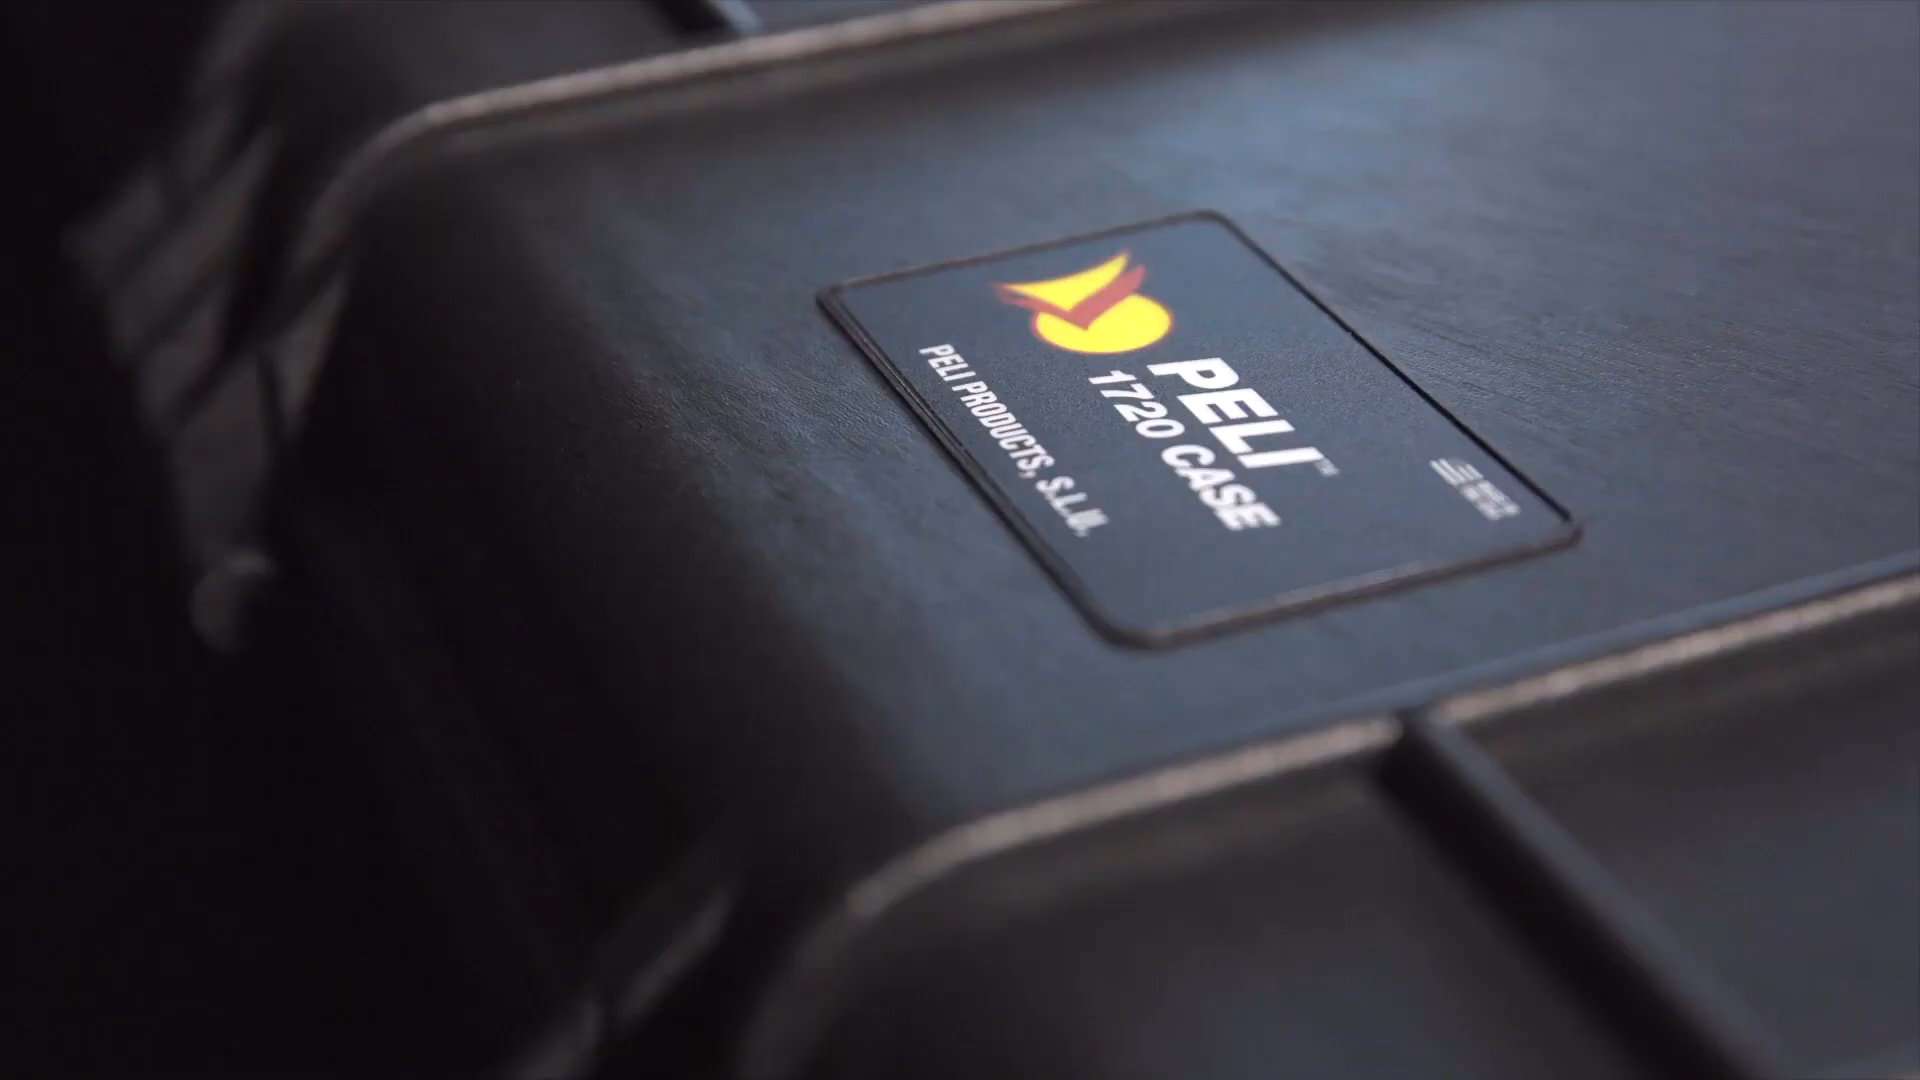 PELI™
1720 CASE
PELI PRODUCTS, S.L.U.